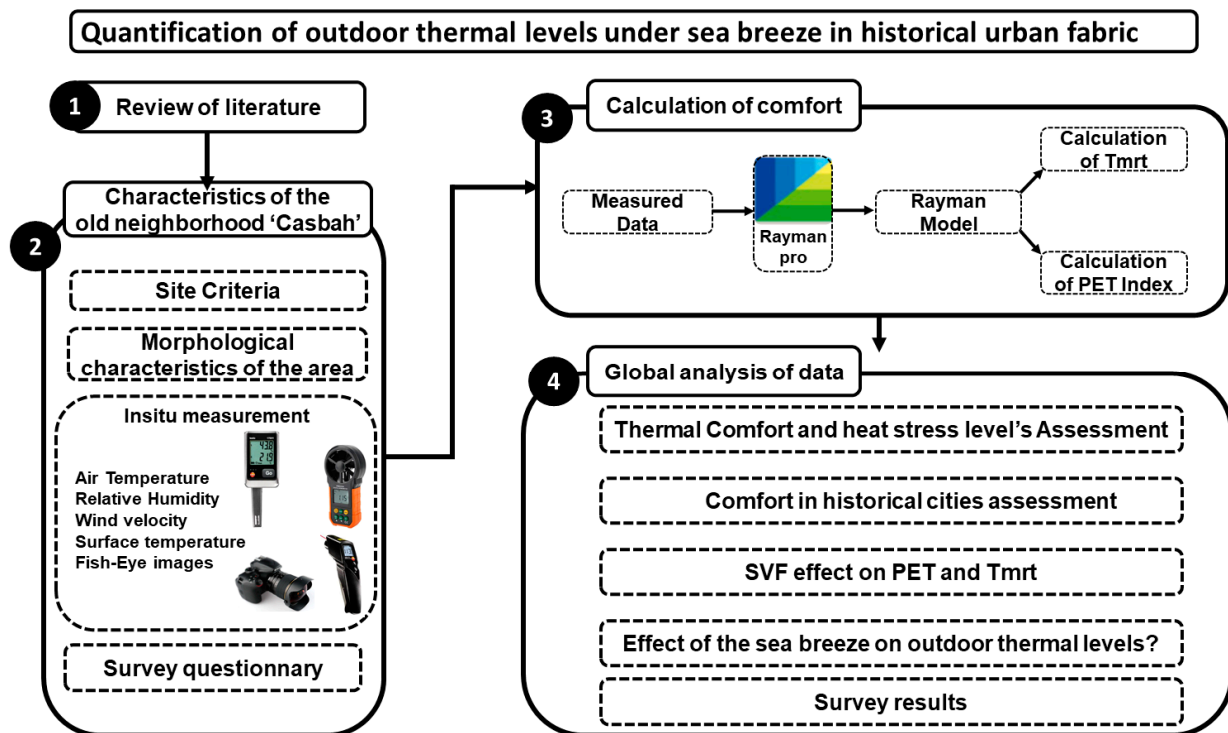 Quantification of outdoor thermal levels under sea breeze in historical urban fabric
1
Review of literature
2
Characteristics of the
old neighborhood ‘Casbah’
Site Criteria
Morphological
characteristics of the area
Insitu measurement
Air Temperature
Relative Humidity
Wind velocity
Surface temperature
Fish-Eye images
Survey questionnary
3
Calculation of comfort
Measured
Data
Rayman
pro
Rayman
Model
Calculation
of Tmrt
Calculation
of PET Index
4
Global analysis of data
Thermal Comfort and heat stress level’s Assessment
Comfort in historical cities assessment
SVF effect on PET and Tmrt
Effect of the sea breeze on outdoor thermal levels?
Survey results